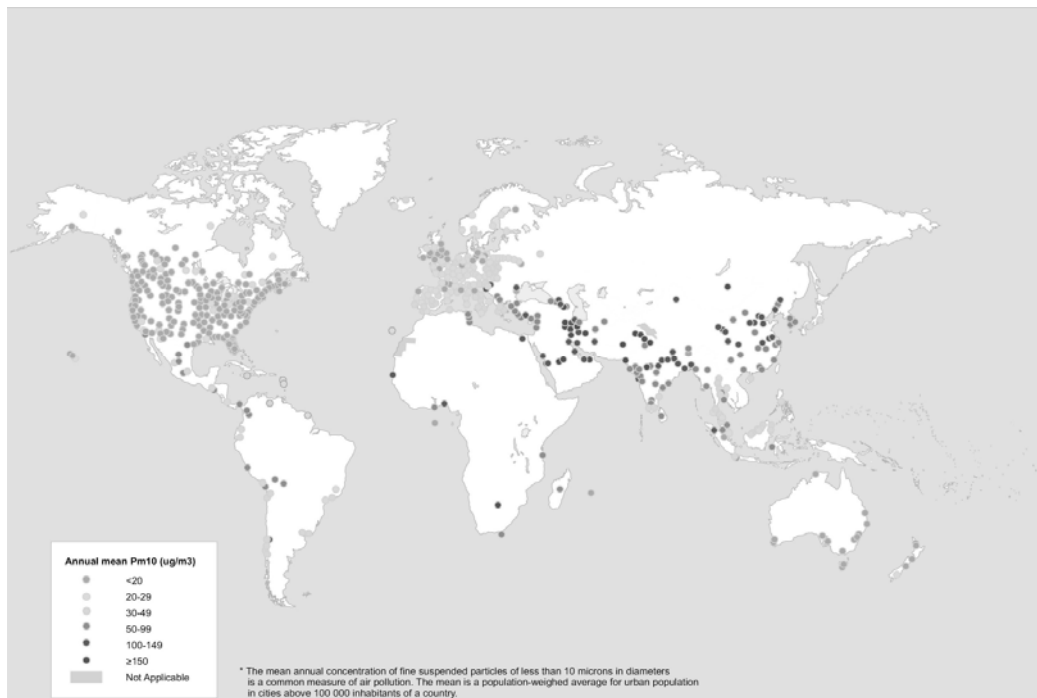 Annual mean Pm10 (ug/m3)
<20
20-29
30-49
50-99
100-149
≥150
Not Applicable
* The mean annual concentration of fine suspended particles of less than 10 microns in diameters
is a common measure of air pollution. The mean is a population-weighed average for urban population
in cities above 100 000 inhabitants of a country.